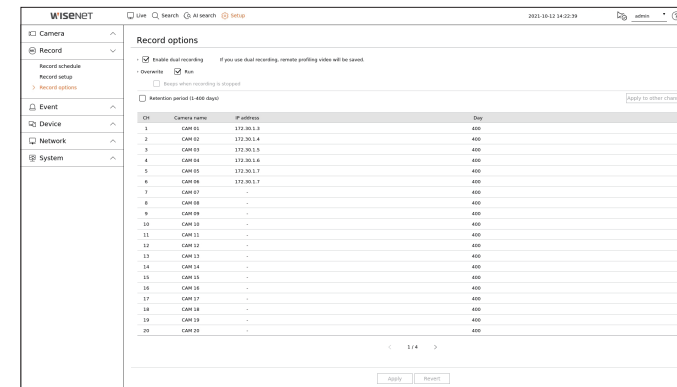 WISENET
Live Search AI search Setup 2021-10-12 14:22:39 admin
Camera
Record
Record schedule
Record setup
Record options
Event
Device
Network
System
Record options
Enable dual recording If you use dual recording, remote profiling video will be saved.
Overwrite Run
Beeps when recording is stopped.
Retention period (1-400 days) Apply to other chann
CH Camera name IP address Day
1 CAM 01 172.30.1.3 400
2 CAM 02 172.30.1.4 400
3 CAM 03 172.30.1.5 400
4 CAM 04 172.30.1.6 400
5 CAM 05 172.30.1.7 400
6 CAM 06 172.30.1.7 400
7 CAM 07 - 400
8 CAM 08 - 400
9 CAM 09 - 400
10 CAM 10 - 400
11 CAM 11 - 400
12 CAM 12 - 400
13 CAM 13 - 400
14 CAM 14 - 400
15 CAM 15 - 400
16 CAM 16 - 400
17 CAM 17 - 400
18 CAM 18 - 400
19 CAM 19 - 400
20 CAM 20 - 400
< 1 / 4 >
Apply Revert